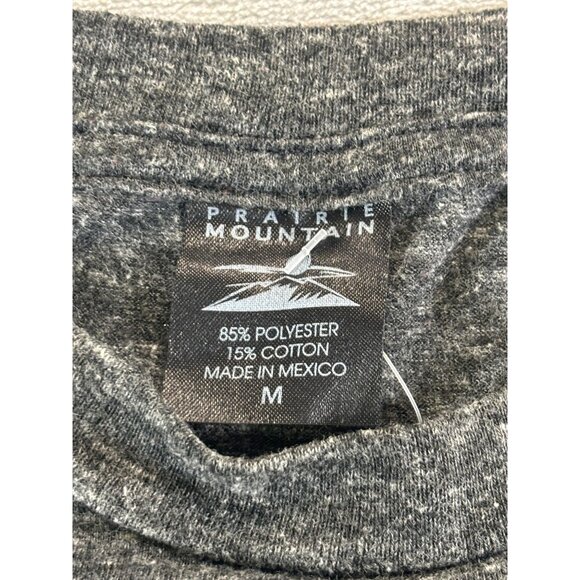 PRAIRIE
MOUNTAIN
85% POLYESTER
15% COTTON
MADE IN MEXICO
M